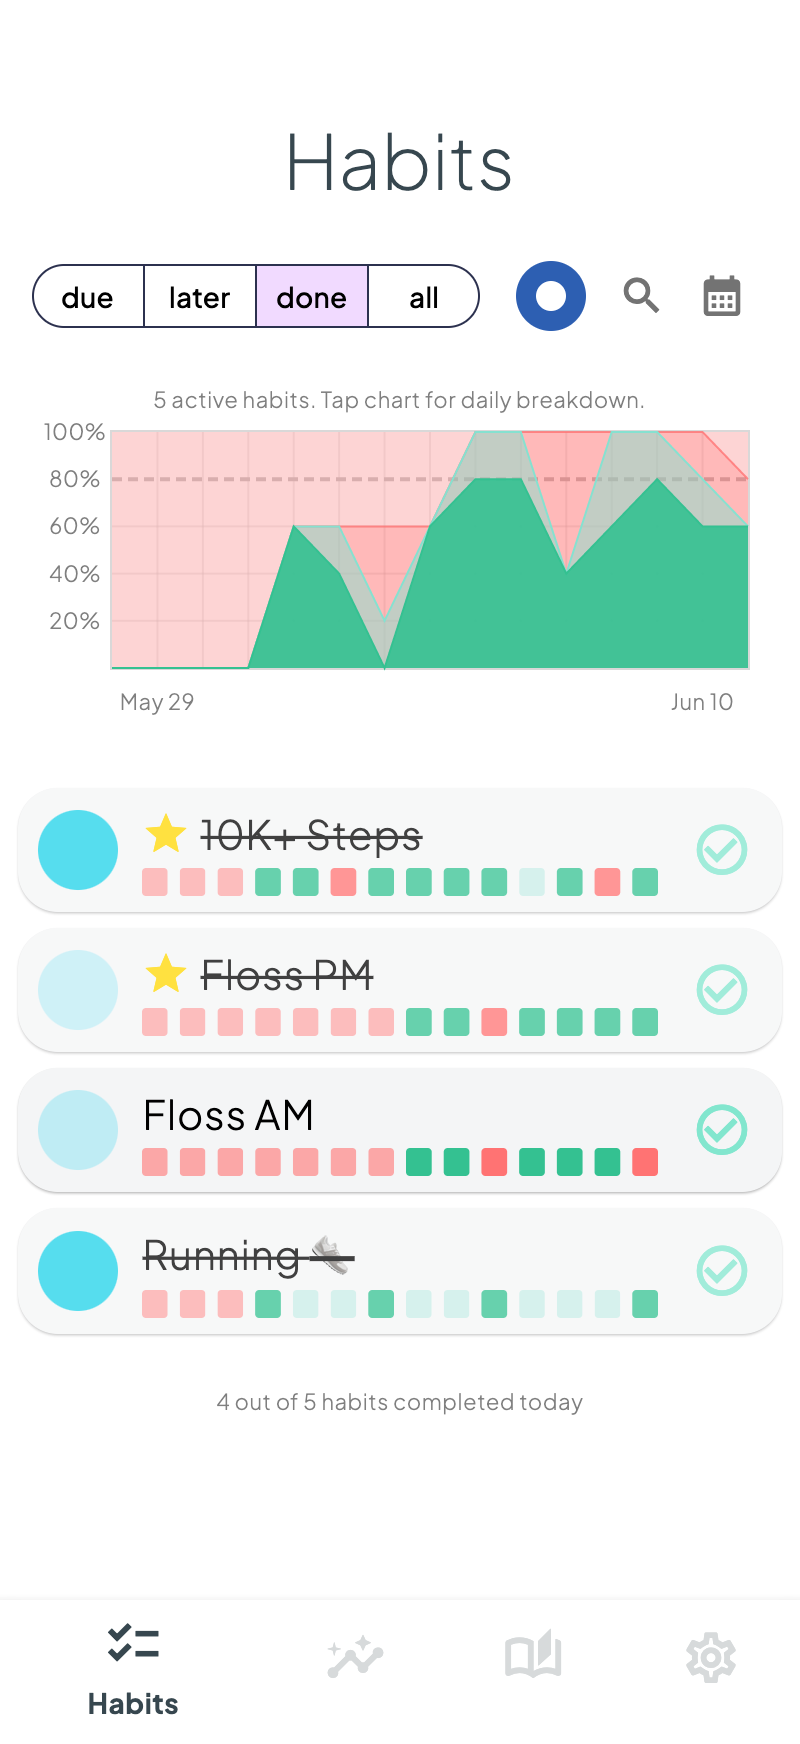 Habits
due later done all
5 active habits. Tap chart for daily breakdown.
100%
80%
60%
40%
20%
May 29 Jun 10
10K+ Steps
Floss PM
Floss AM
Running
4 out of 5 habits completed today
Habits